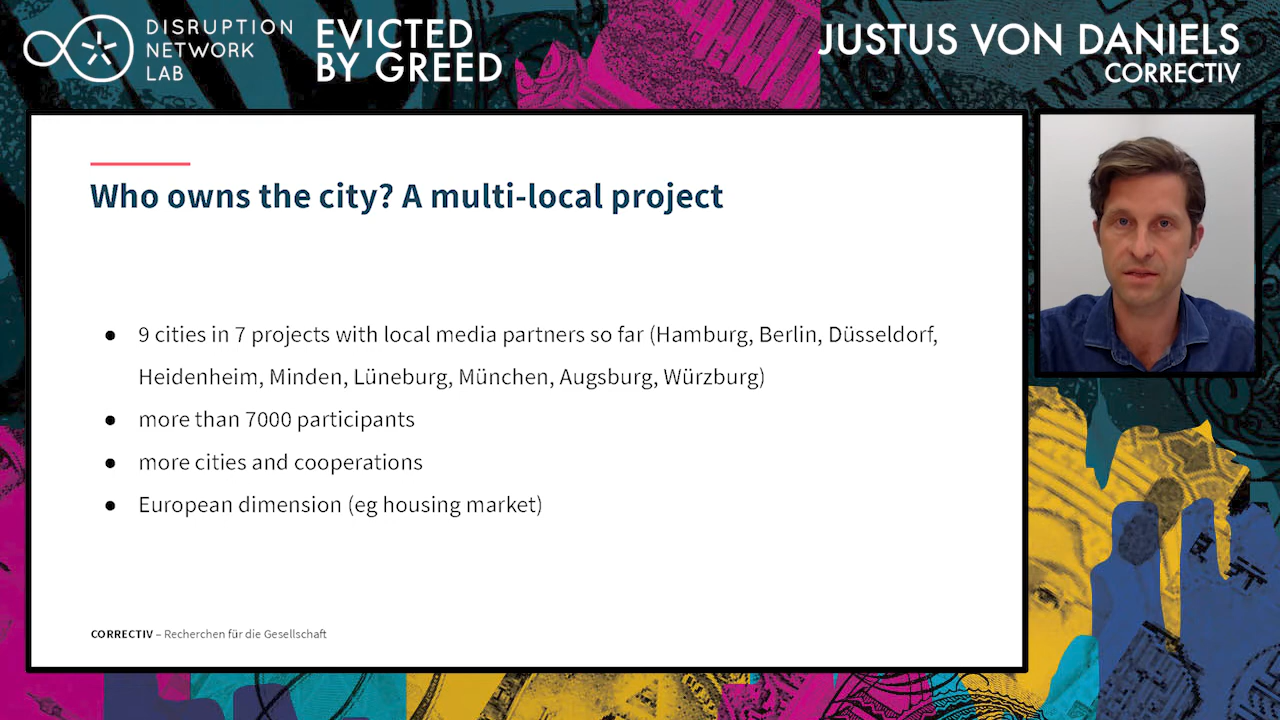 DISRUPTION
NETWORK
LAB
EVICTED
BY GREED
JUSTUS VON DANIELS
CORRECTIV
Who owns the city? A multi-local project
● 9 cities in 7 projects with local media partners so far (Hamburg, Berlin, Düsseldorf,
Heidenheim, Minden, Lüneburg, München, Augsburg, Würzburg)
● more than 7000 participants
● more cities and cooperations
● European dimension (eg housing market)
CORRECTIV – Recherchen für die Gesellschaft